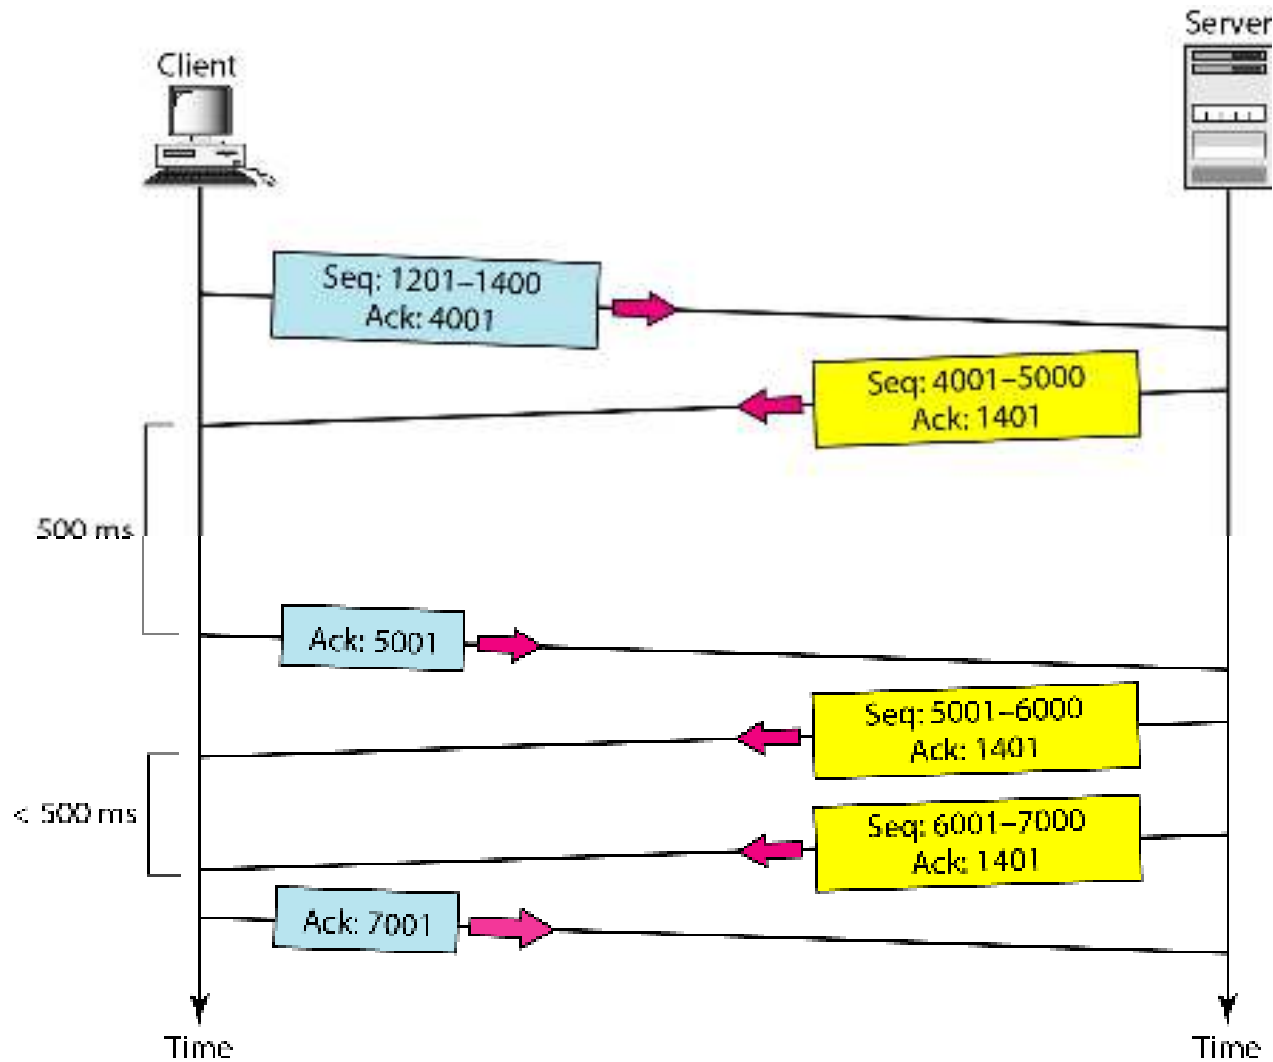 Server
Client
Seq: 1201–1400
Ack: 4001
Seq: 4001–5000
Ack: 1401
500 ms
Ack: 5001
Seq: 5001–6000
Ack: 1401
< 500 ms
Seq: 6001–7000
Ack: 1401
Ack: 7001
Time
Time